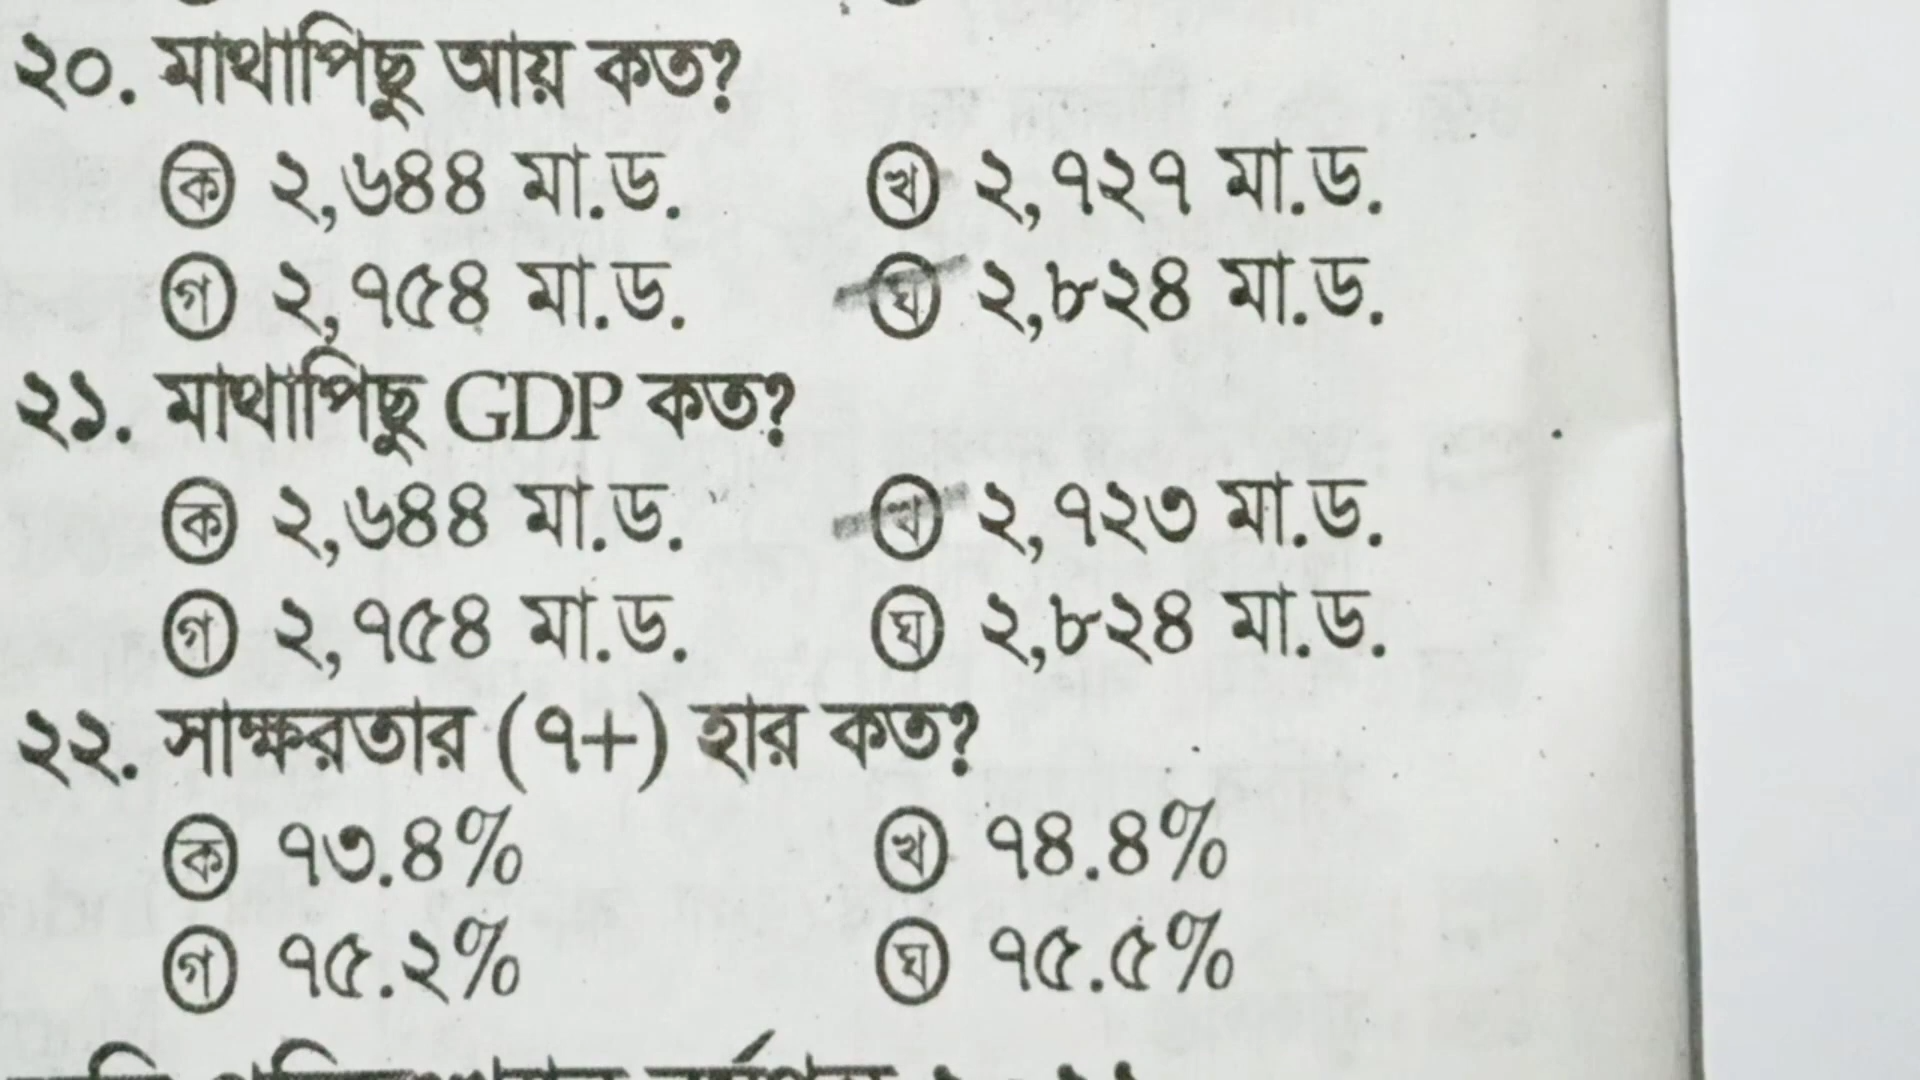 ২০. মাথাপিছু আয় কত?
ক ২,৬৪৪ মা.ড. খ ২,৭২৭ মা.ড.
গ ২,৭৫৪ মা.ড. ঘ ২,৮২৪ মা.ড.
২১. মাথাপিছু GDP কত?
ক ২,৬৪৪ মা.ড. খ ২,৭২৩ মা.ড.
গ ২,৭৫৪ মা.ড. ঘ ২,৮২৪ মা.ড.
২২. সাক্ষরতার (৭+) হার কত?
ক ৭৩.৪% খ ৭৪.৪%
গ ৭৫.২% ঘ ৭৫.৫%